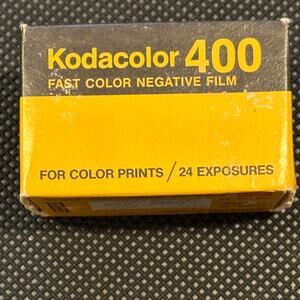 Kodacolor 400
FAST COLOR NEGATIVE FILM
FOR COLOR PRINTS / 24 EXPOSURES